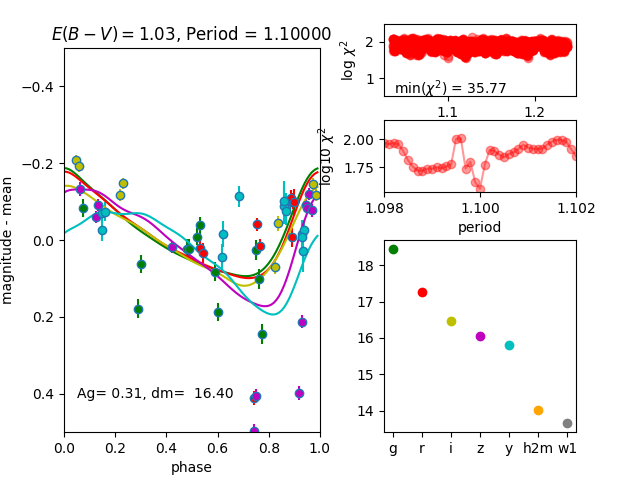 E(B − V) = 1.03, Period = 1.10000
magnitude - mean
−0.4
−0.2
0.0
0.2
0.4
Ag= 0.31, dm=  16.40
0.0 0.2 0.4 0.6 0.8 1.0
phase
log χ²
2
1
min(χ²) = 35.77
1.1 1.2
log10 χ²
2.00
1.75
1.098 1.100 1.102
period
18
17
16
15
14
g r i z y h2m w1